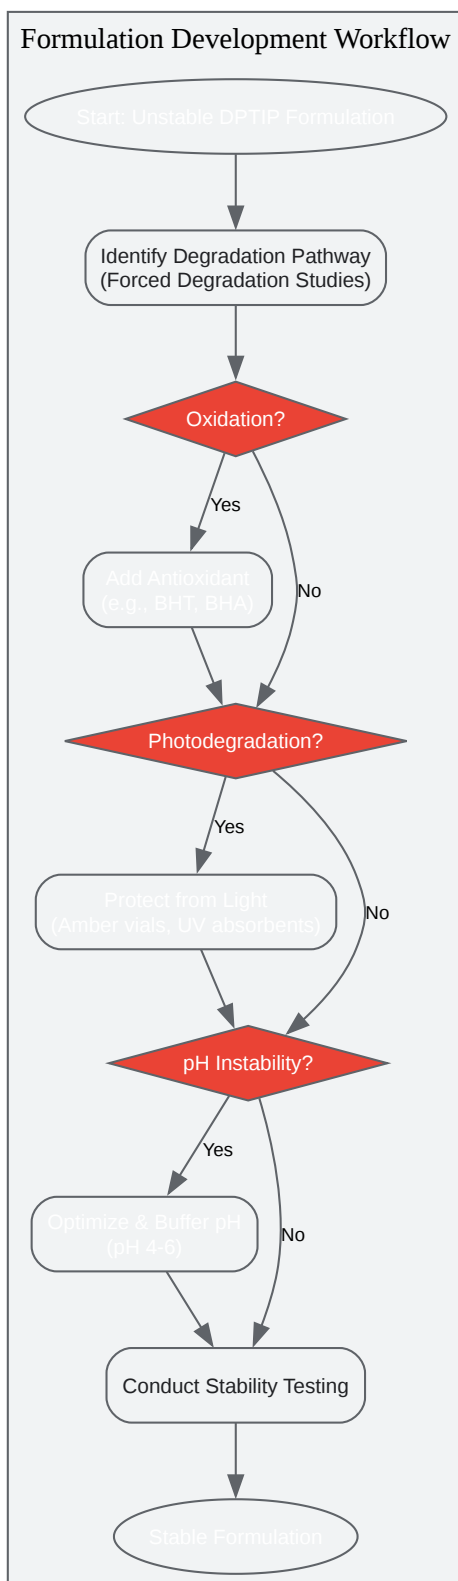 Formulation Development Workflow
Start: Unstable DPTIP Formulation
Identify Degradation Pathway
(Forced Degradation Studies)
Oxidation?
Yes
Add Antioxidant
(e.g., BHT, BHA)
No
Photodegradation?
Yes
Protect from Light
(Amber vials, UV absorbents)
No
pH Instability?
Yes
Optimize & Buffer pH
(pH 4-6)
No
Conduct Stability Testing
Stable Formulation